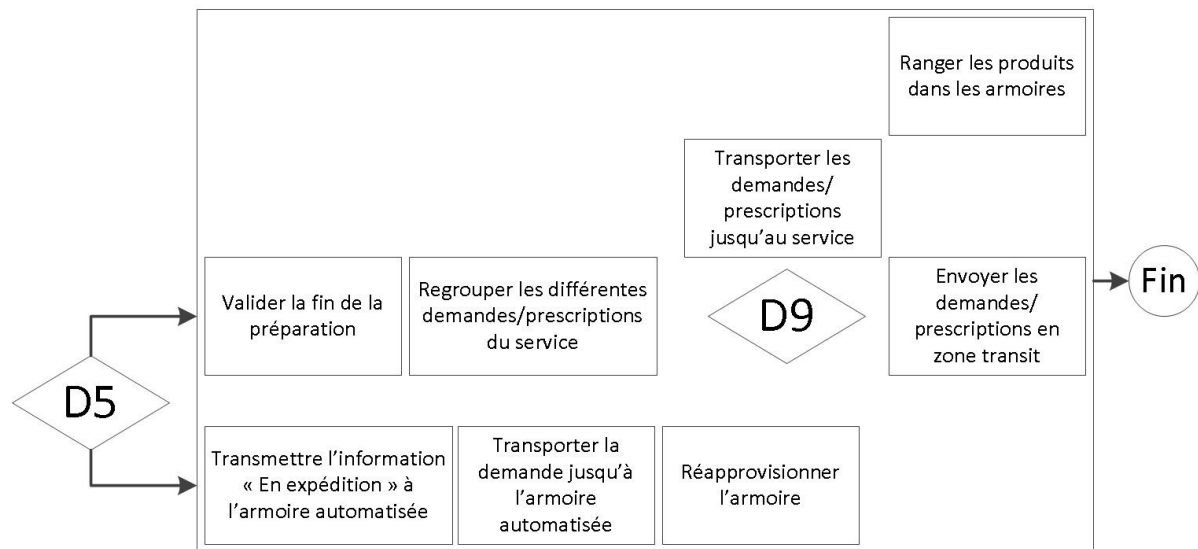 Ranger les produits
dans les armoires
Transporter les
demandes/
prescriptions
jusqu'au service
Valider la fin de la
préparation
Regrouper les différentes
demandes/prescriptions
du service
D9
Envoyer les
demandes/
prescriptions en
zone transit
Fin
D5
Transmettre l'information
« En expédition » à
l'armoire automatisée
Transporter la
demande jusqu'à
l'armoire
automatisée
Réapprovisionner
l'armoire